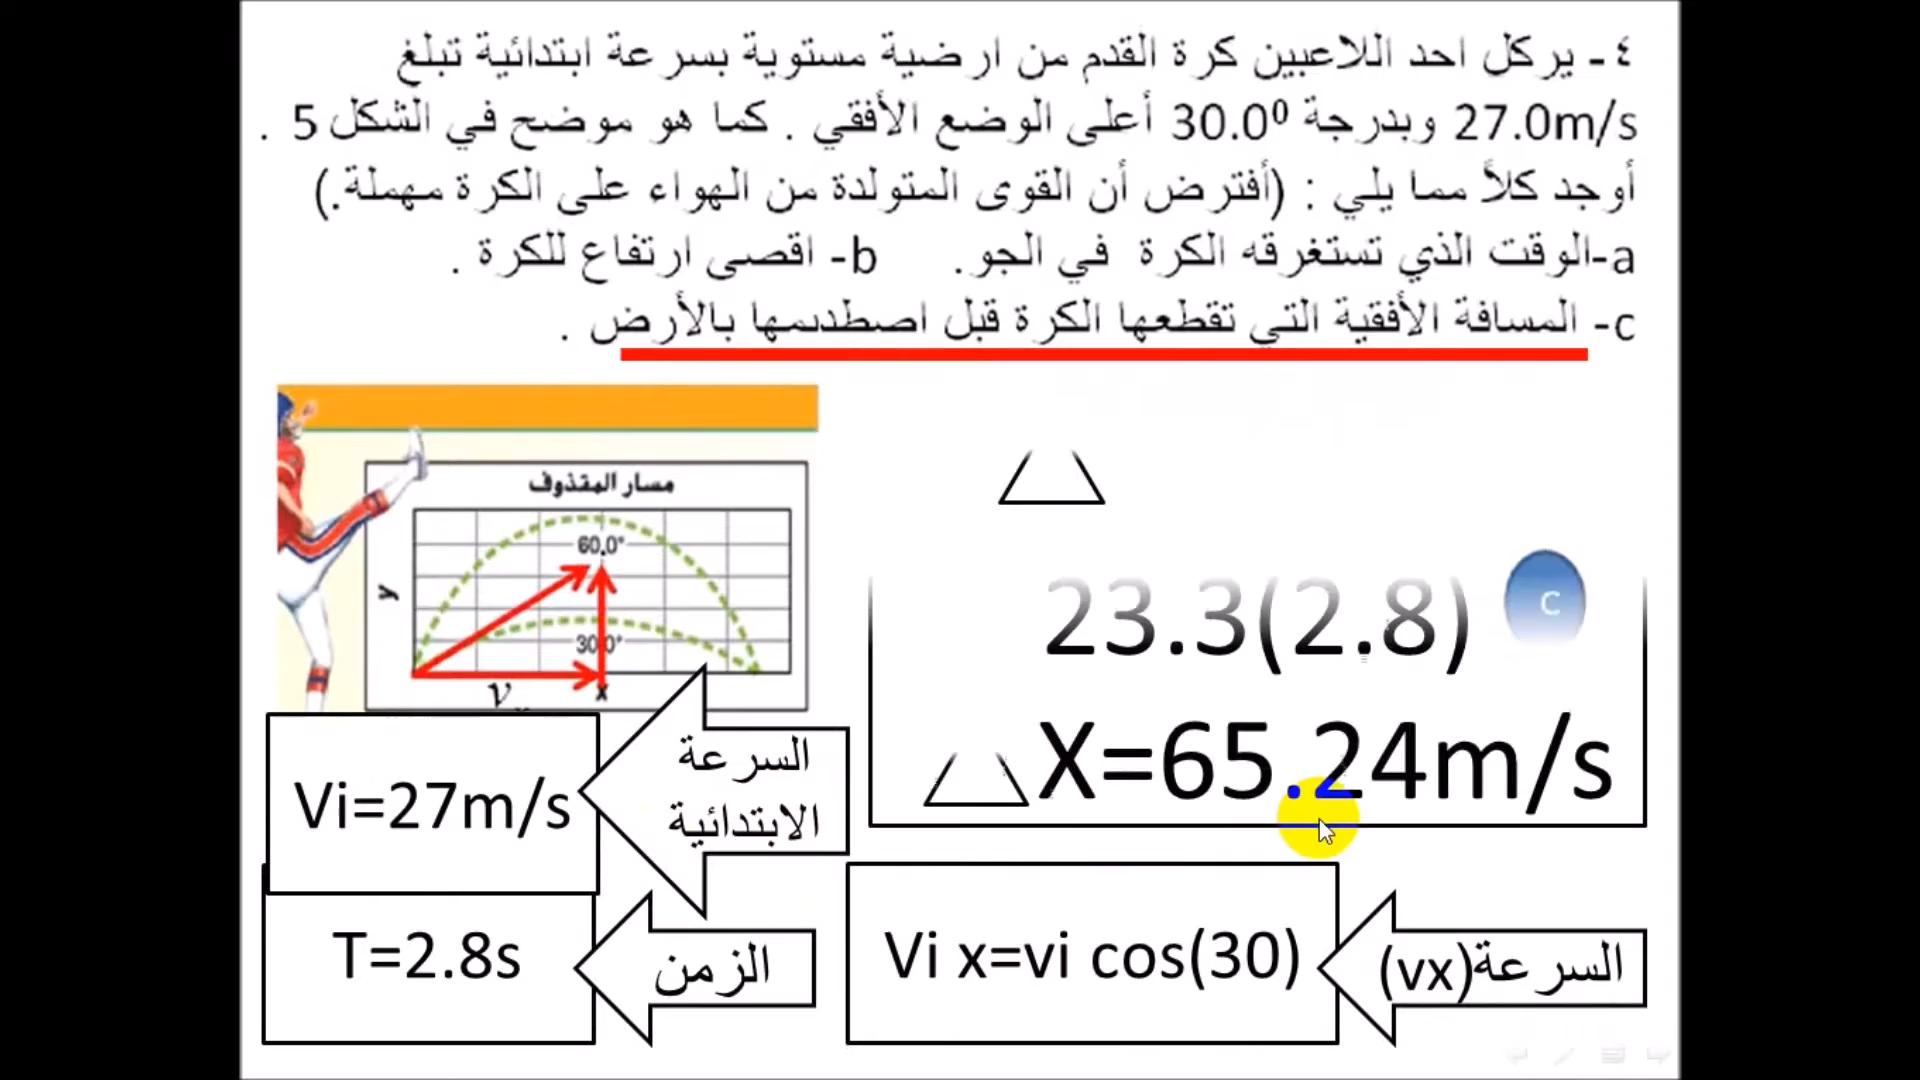 ٤- يركل احد اللاعبين كرة القدم من ارضية مستوية بسرعة ابتدائية تبلغ
27.0m/s وبدرجة 30.0⁰ أعلى الوضع الأفقي . كما هو موضح في الشكل 5 .
أوجد كلاً مما يلي : (أفترض أن القوى المتولدة من الهواء على الكرة مهملة.)
a-الوقت الذي تستغرقه الكرة في الجو. b- اقصى ارتفاع للكرة .
c- المسافة الأفقية التي تقطعها الكرة قبل اصطدىمها بالأرض .
مسار المقذوف
60.0°
y
30.0°
x
v
23.3(2.8)
c
△X=65.24m/s
السرعة
الابتدائية
Vi=27m/s
السرعة(vx)
Vi x=vi cos(30)
الزمن
T=2.8s